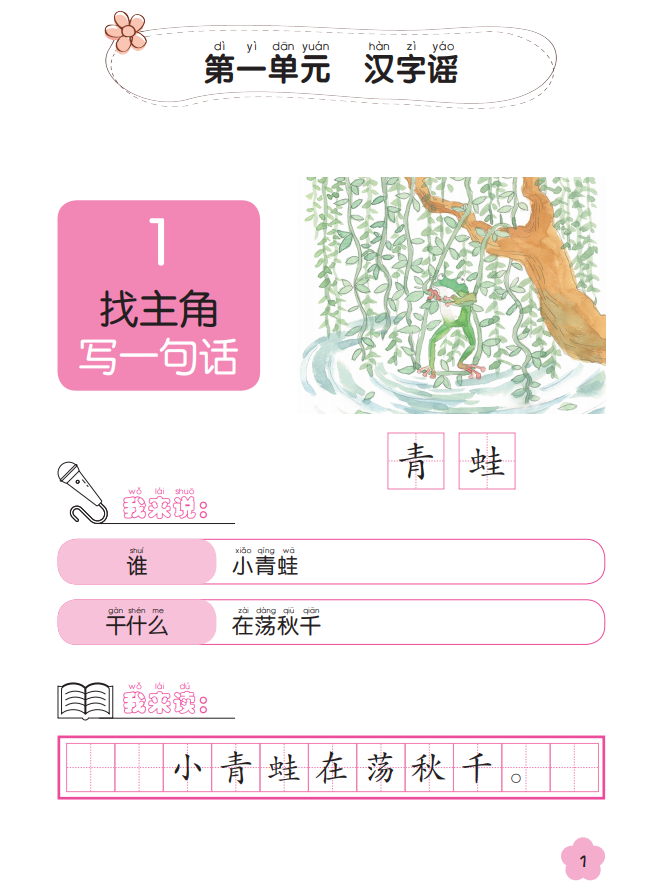 dì yì dān yuán hàn zì yáo
第一单元 汉字谣
1
找主角
写一句话
青 蛙
wǒ lái shuō
我来说：
shuí
谁
xiǎo qīng wā
小青蛙
gàn shén me
干什么
zài dàng qiū qiān
在荡秋千
wǒ lái dú
我来读：
小青蛙在荡秋千。
1